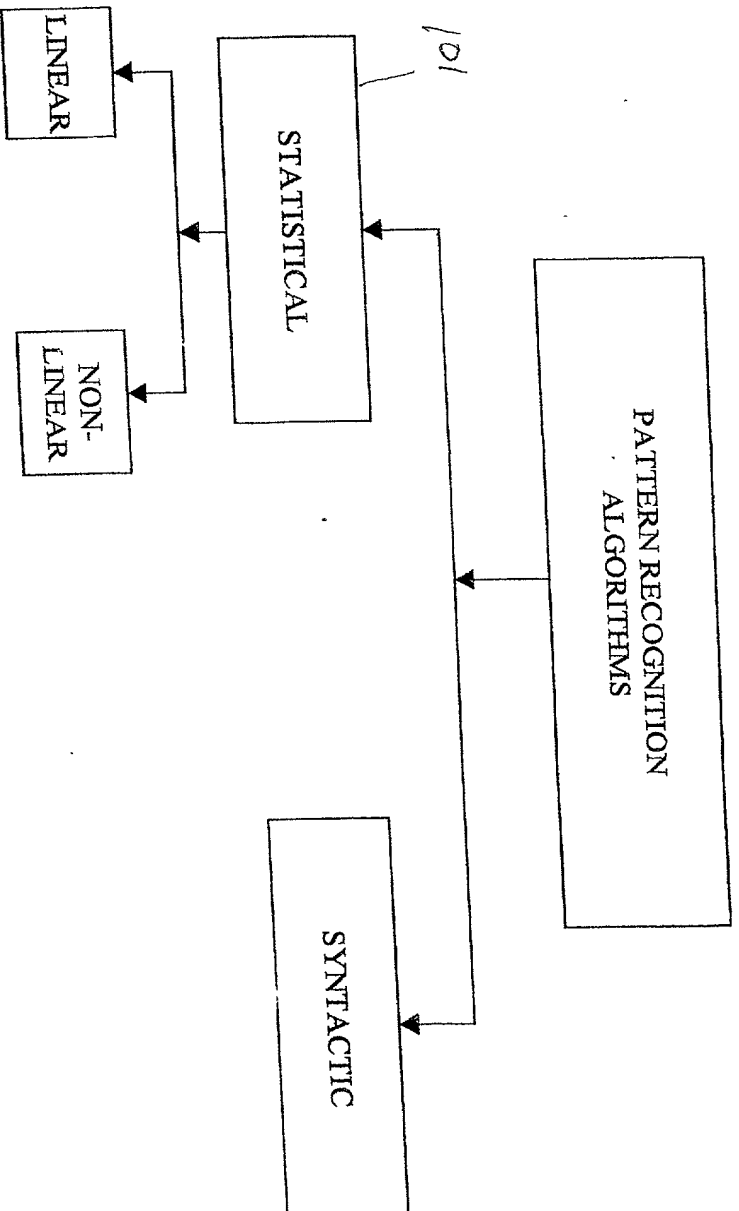 PATTERN RECOGNITION
ALGORITHMS
101
STATISTICAL
SYNTACTIC
LINEAR
NON-
LINEAR